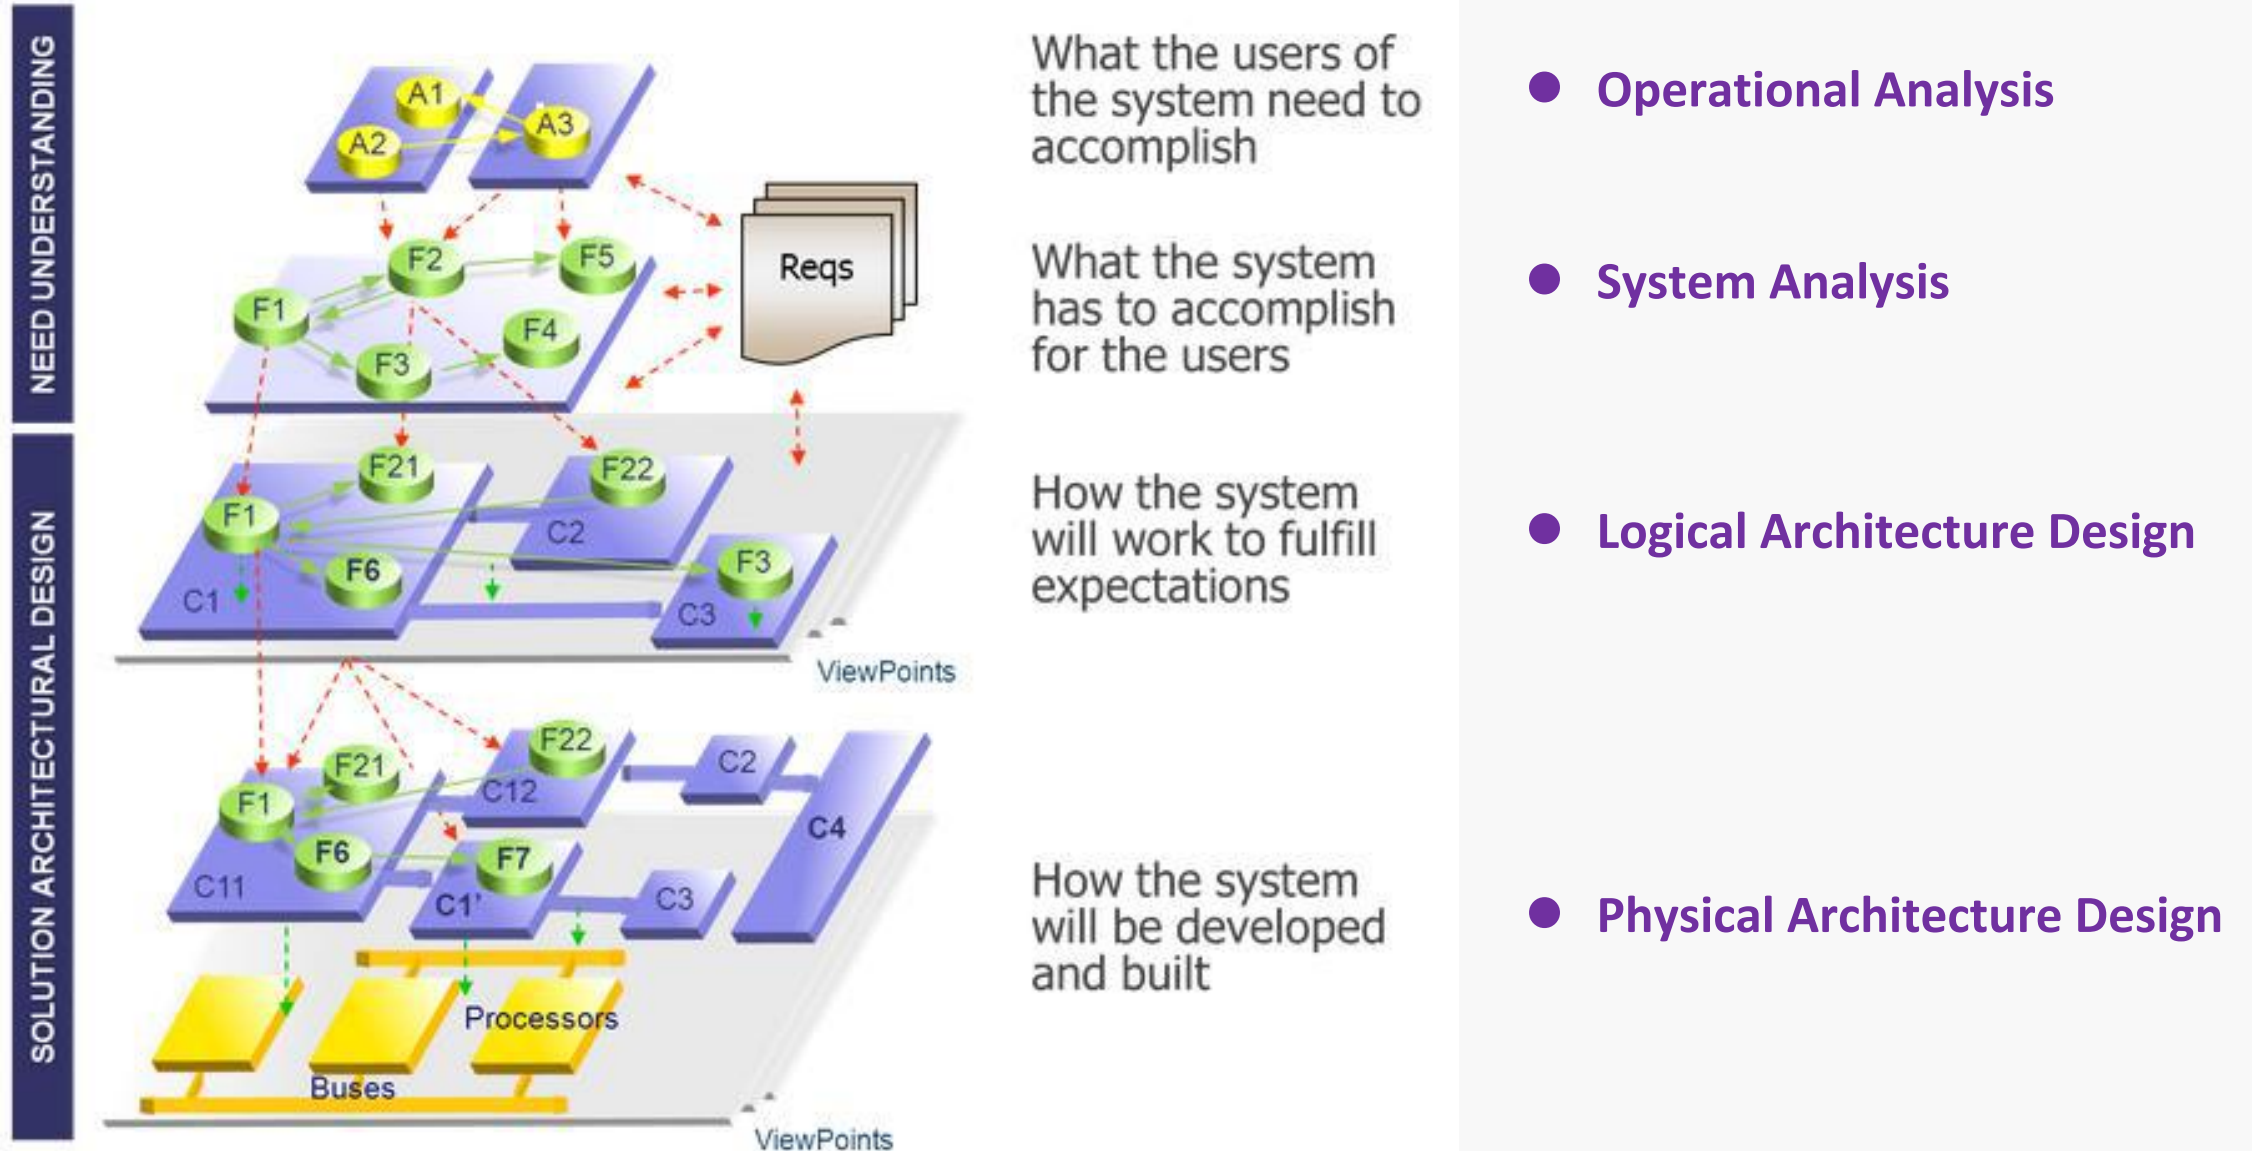 NEED UNDERSTANDING
SOLUTION ARCHITECTURAL DESIGN
A1
A2
A3
What the users of
the system need to
accomplish
Operational Analysis
Reqs
F2
F5
F1
F4
F3
What the system
has to accomplish
for the users
System Analysis
F21
F22
F1
C2
F6
F3
C1
C3
ViewPoints
How the system
will work to fulfill
expectations
Logical Architecture Design
F22
F21
C2
C12
F1
C4
F6
F7
C11
C1'
C3
Processors
Buses
ViewPoints
How the system
will be developed
and built
Physical Architecture Design